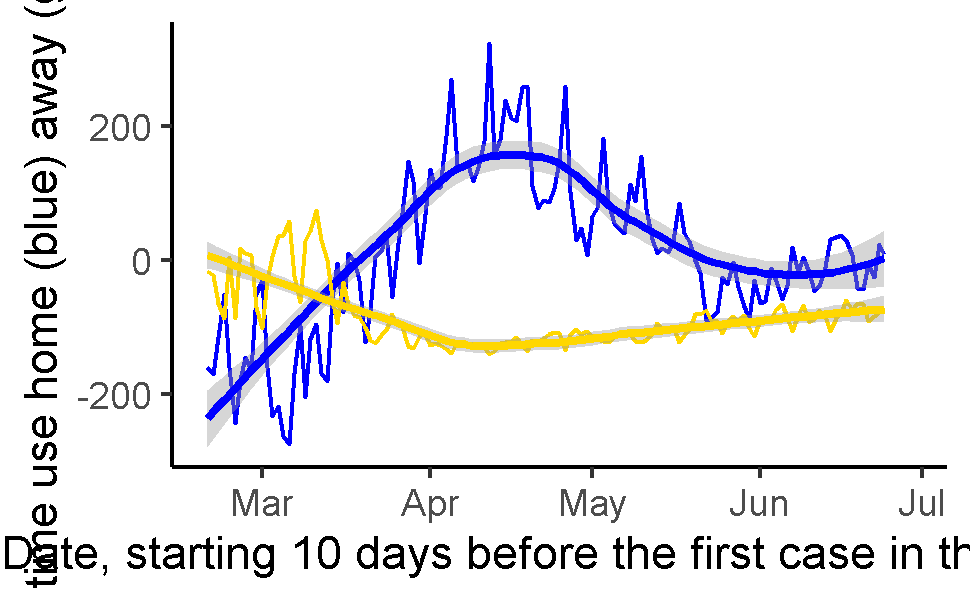 time use home (blue) away (
200
0
-200
Mar Apr May Jun Jul
Date, starting 10 days before the first case in th